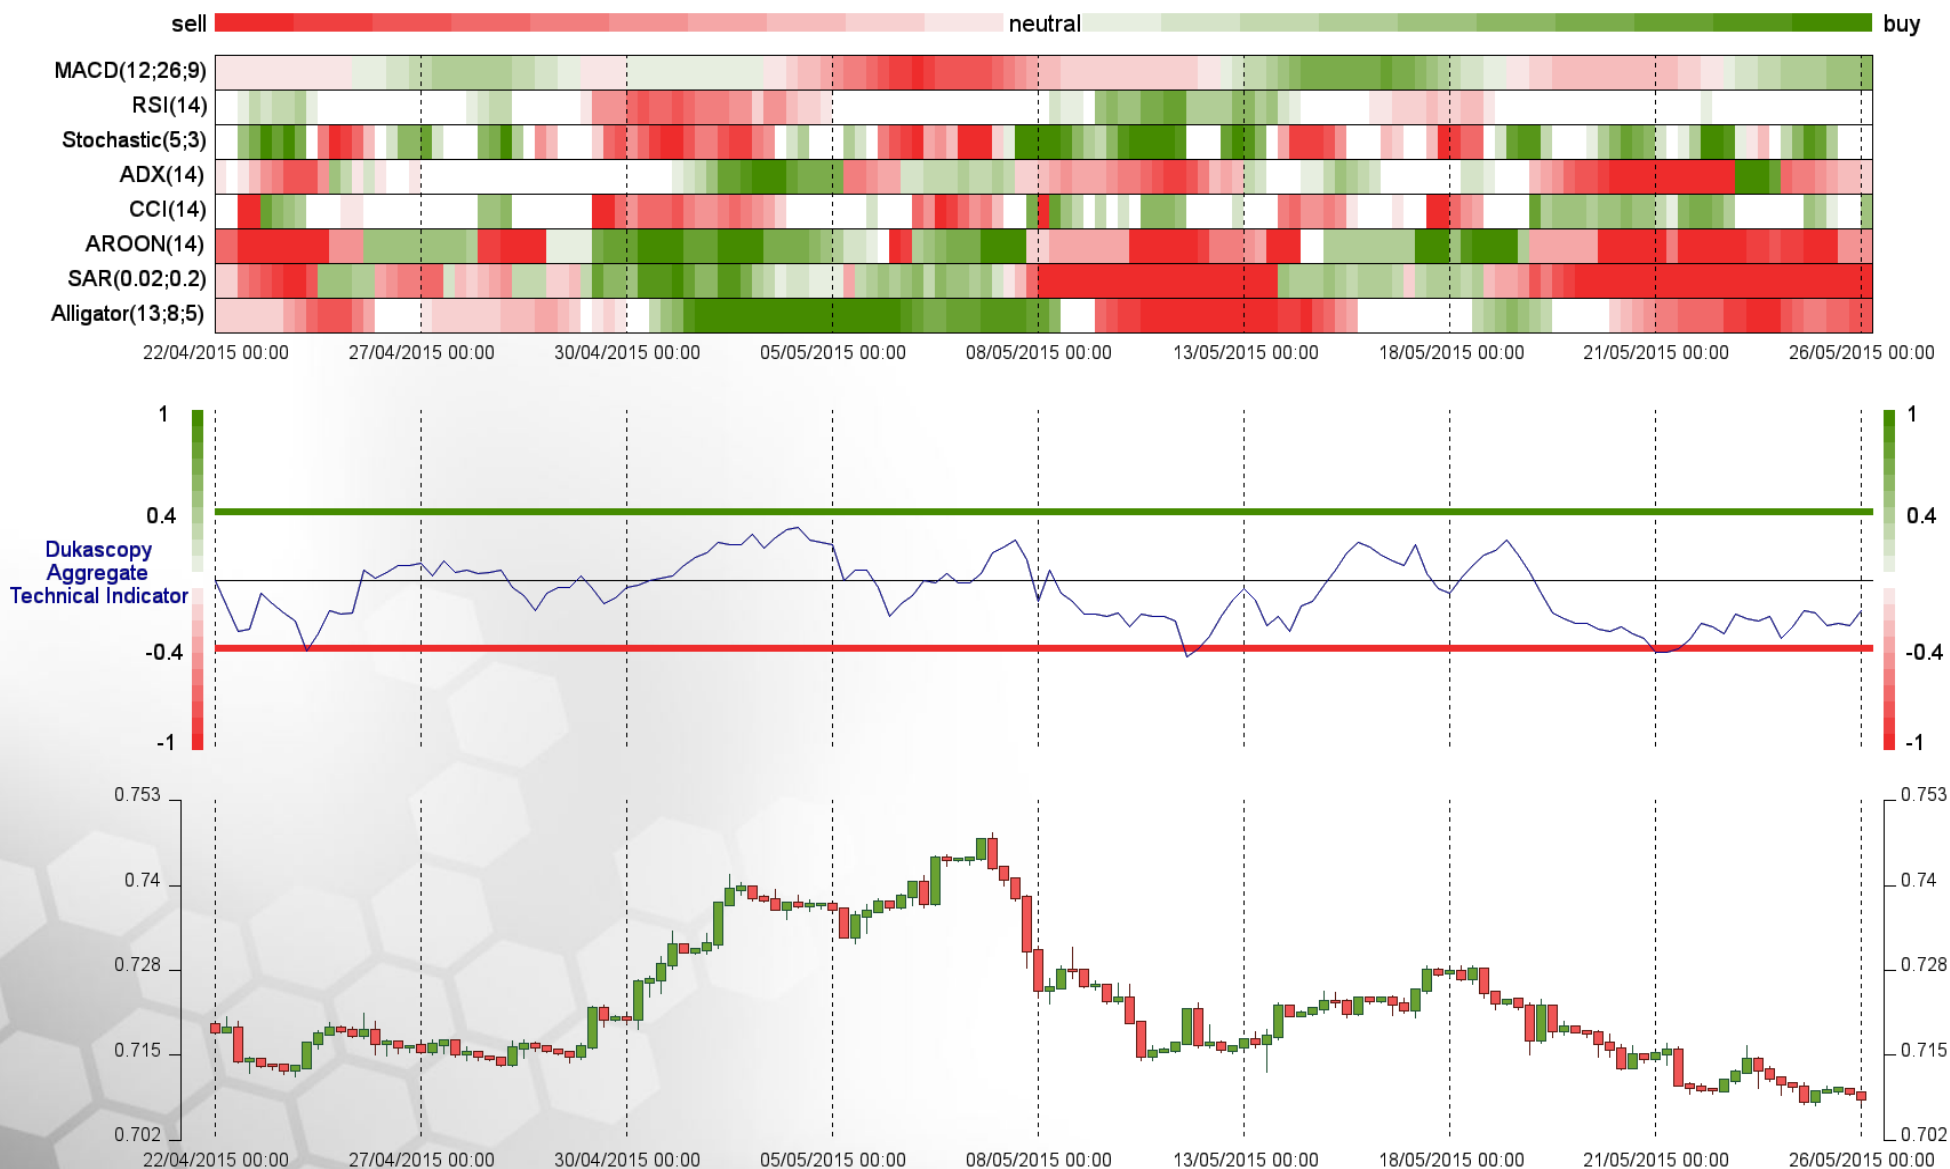 sell neutral buy
MACD(12;26;9)
RSI(14)
Stochastic(5;3)
ADX(14)
CCI(14)
AROON(14)
SAR(0.02;0.2)
Alligator(13;8;5)
22/04/2015 00:00 27/04/2015 00:00 30/04/2015 00:00 05/05/2015 00:00 08/05/2015 00:00 13/05/2015 00:00 18/05/2015 00:00 21/05/2015 00:00 26/05/2015 00:00
1 1
0.4 0.4
Dukascopy
Aggregate
Technical Indicator
-0.4 -0.4
-1 -1
0.753 0.753
0.74 0.74
0.728 0.728
0.715 0.715
0.702 0.702
22/04/2015 00:00 27/04/2015 00:00 30/04/2015 00:00 05/05/2015 00:00 08/05/2015 00:00 13/05/2015 00:00 18/05/2015 00:00 21/05/2015 00:00 26/05/2015 00:00